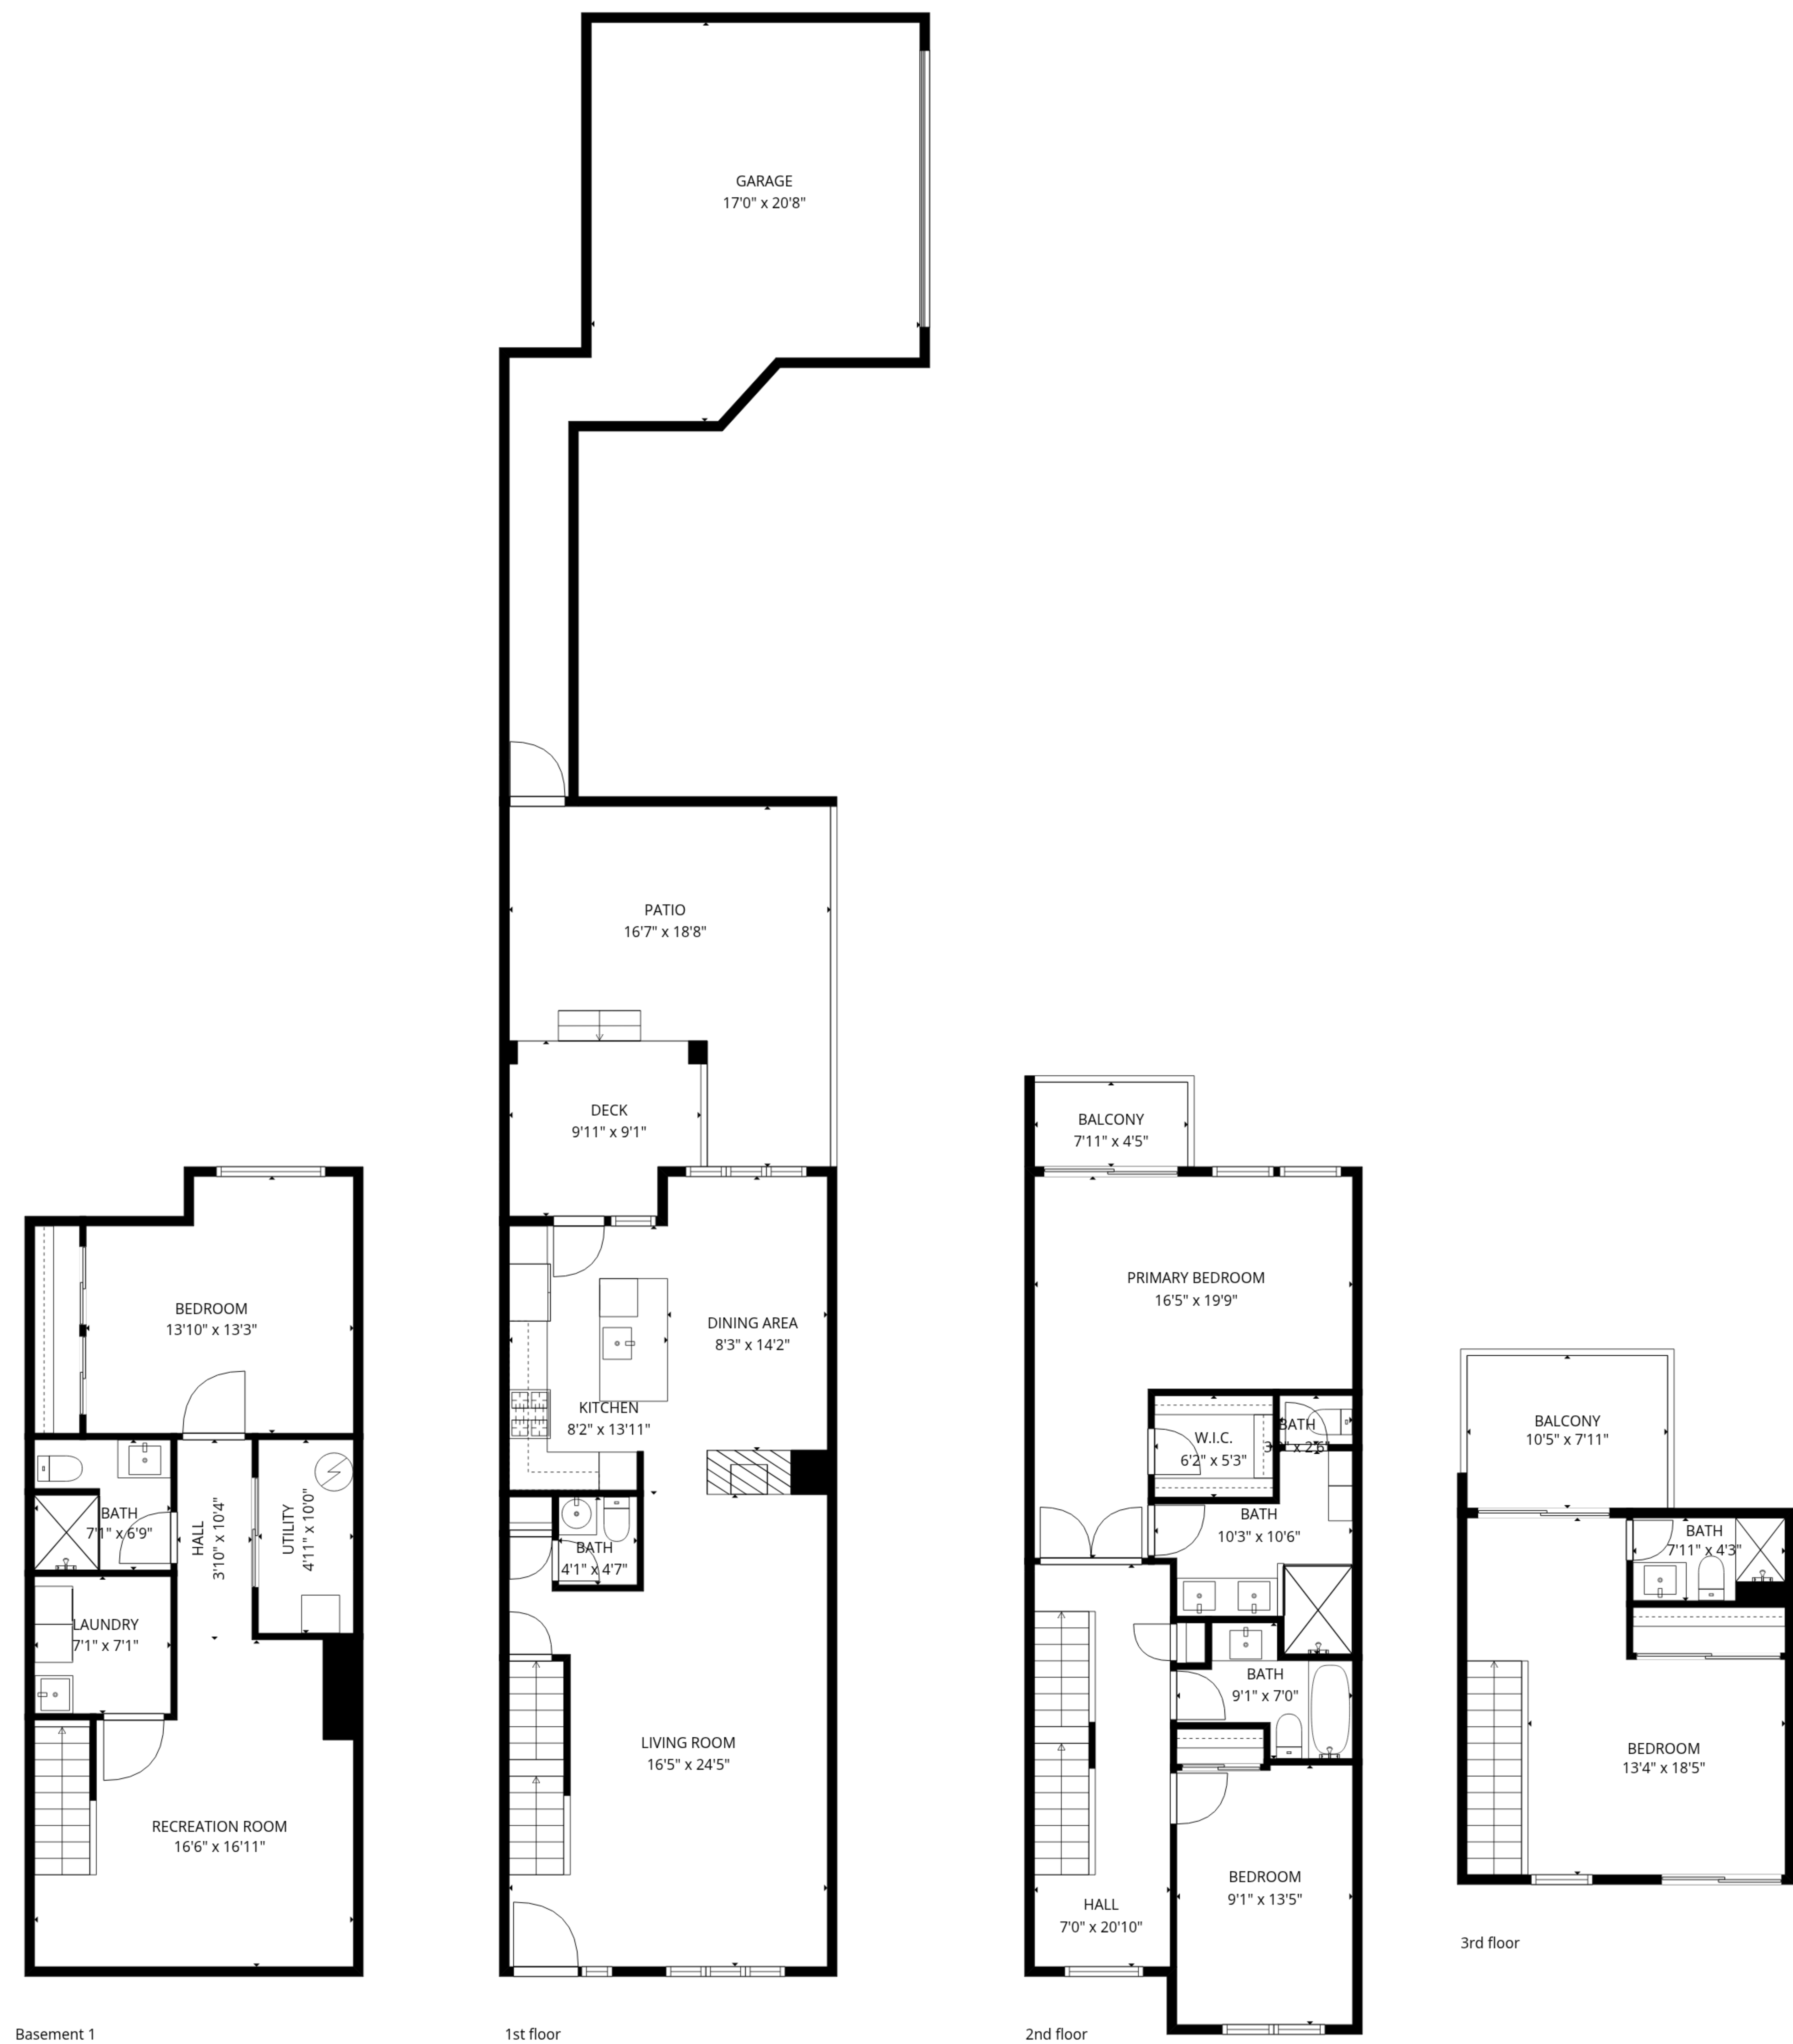 BEDROOM
13'10" x 13'3"
BATH
7'1" x 6'9"
HALL
3'10" x 10'4"
UTILITY
4'11" x 10'0"
LAUNDRY
7'1" x 7'1"
RECREATION ROOM
16'6" x 16'11"
Basement 1
GARAGE
17'0" x 20'8"
PATIO
16'7" x 18'8"
DECK
9'11" x 9'1"
DINING AREA
8'3" x 14'2"
KITCHEN
8'2" x 13'11"
BATH
4'1" x 4'7"
LIVING ROOM
16'5" x 24'5"
1st floor
BALCONY
7'11" x 4'5"
PRIMARY BEDROOM
16'5" x 19'9"
W.I.C.
6'2" x 5'3"
BATH
x 2'6"
BATH
10'3" x 10'6"
BATH
9'1" x 7'0"
BEDROOM
9'1" x 13'5"
HALL
7'0" x 20'10"
2nd floor
BALCONY
10'5" x 7'11"
BATH
7'11" x 4'3"
BEDROOM
13'4" x 18'5"
3rd floor